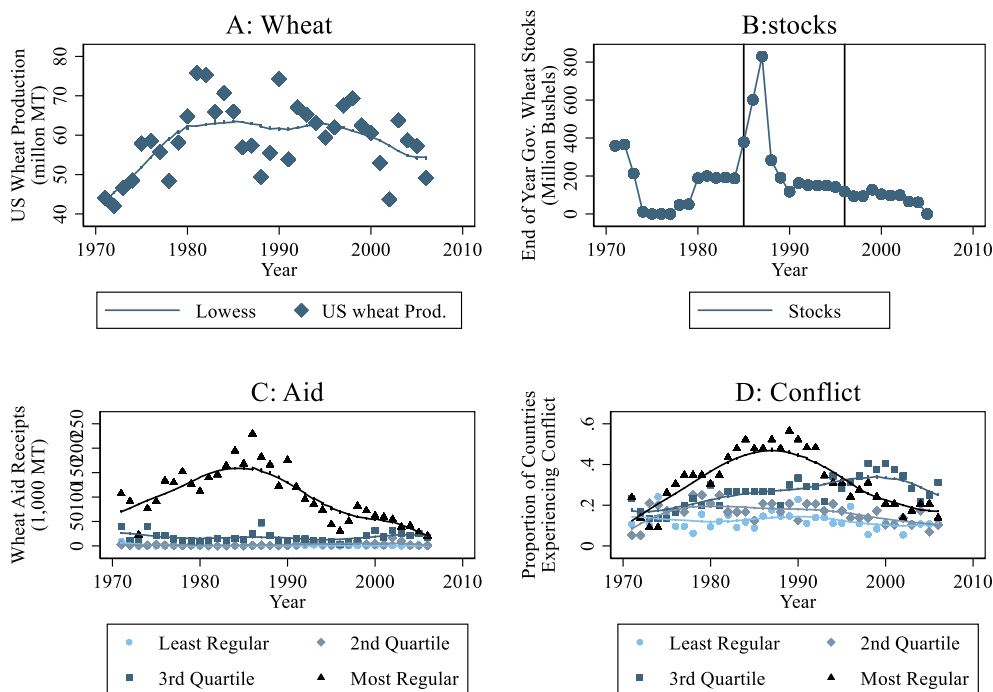 A: Wheat
US Wheat Production
(millon MT)
80
70
60
50
40
1970
1980
1990
2000
2010
Year
Lowess
US wheat Prod.
B:stocks
End of Year Gov. Wheat Stocks
(Million Bushels)
800
600
400
200
0
1970
1980
1990
2000
2010
Year
Stocks
C: Aid
Wheat Aid Receipts
(1,000 MT)
250
200
150
100
50
0
1970
1980
1990
2000
2010
Year
Least Regular
2nd Quartile
3rd Quartile
Most Regular
D: Conflict
Proportion of Countries
Experiencing Conflict
.6
.4
.2
0
1970
1980
1990
2000
2010
Year
Least Regular
2nd Quartile
3rd Quartile
Most Regular